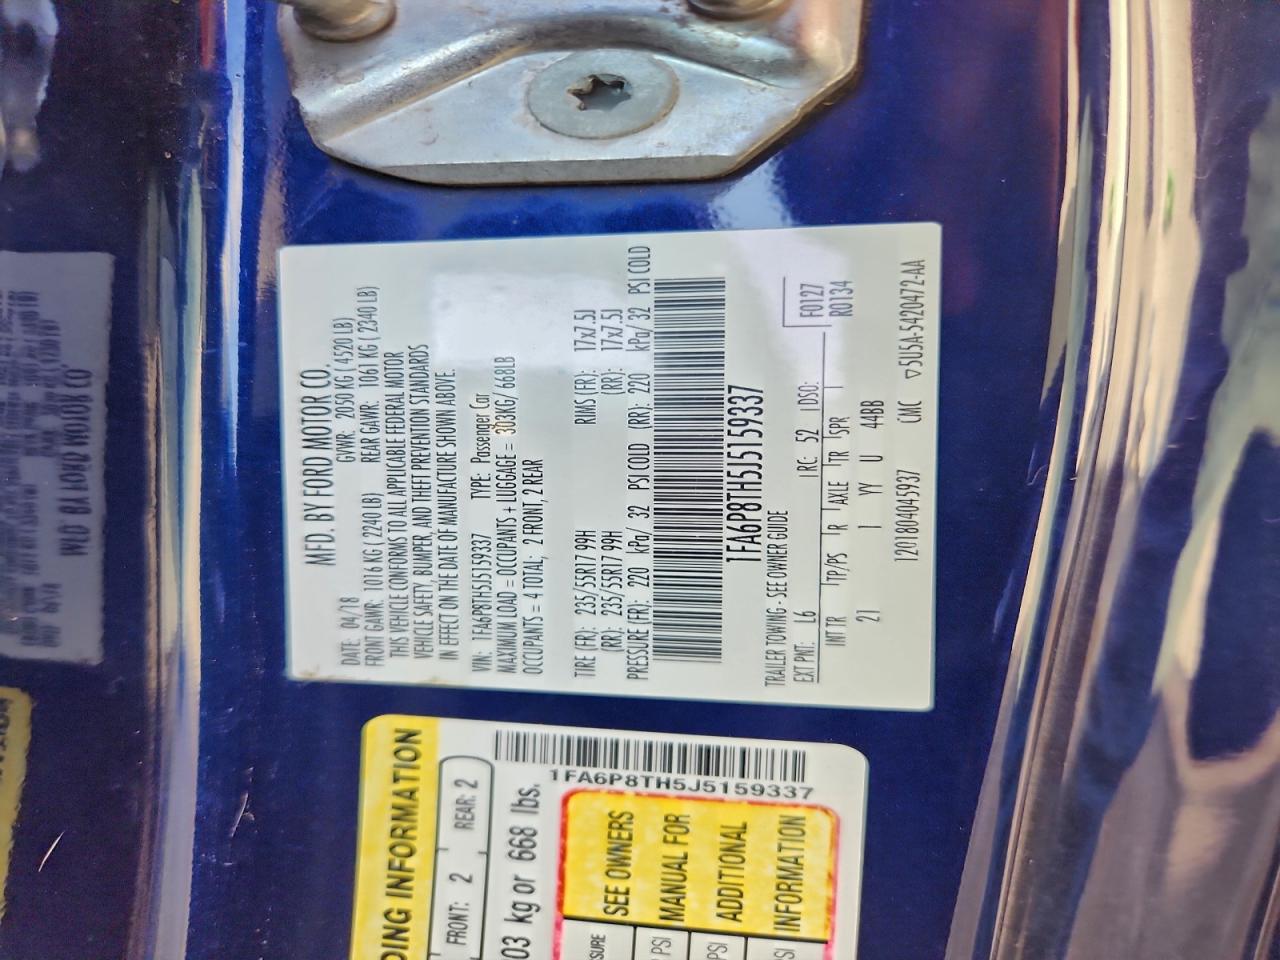 MFD. BY FORD MOTOR CO.
DATE: 04/18 GVWR: 2050 KG (4520 LB)
FRONT GAWR: 1016 KG (2240 LB) REAR GAWR: 1061 KG (2340 LB)
THIS VEHICLE CONFORMS TO ALL APPLICABLE FEDERAL MOTOR
VEHICLE SAFETY, BUMPER, AND THEFT PREVENTION STANDARDS
IN EFFECT ON THE DATE OF MANUFACTURE SHOWN ABOVE.
VIN: 1FA6P8TH5J5159337 TYPE: Passenger Car
MAXIMUM LOAD = OCCUPANTS + LUGGAGE = 303KG/668LB
OCCUPANTS = 4 TOTAL; 2 FRONT, 2 REAR
TIRE (FR): 235/55R17 99H RIMS (FR): 17x7.5J
(RR): 235/55R17 99H (RR): 17x7.5J
PRESSURE (FR): 220 kPa/ 32 PSI COLD (RR): 220 kPa/ 32 PSI COLD
1FA6P8TH5J5159337
TRAILER TOWING - SEE OWNER GUIDE
EXT PNT: L6 RC: 52 DSO: F0127
R0134
INT TR TP/PS R AXLE TR SPR
21 I YY U 44BB
1201804045937 CMC ▽5U5A-5420472-AA
DING INFORMATION
FRONT: 2 REAR: 2
03 kg or 668 lbs.
1FA6P8TH5J5159337
SEE OWNERS
MANUAL FOR
ADDITIONAL
INFORMATION
SURE
PSI
PSI
SI